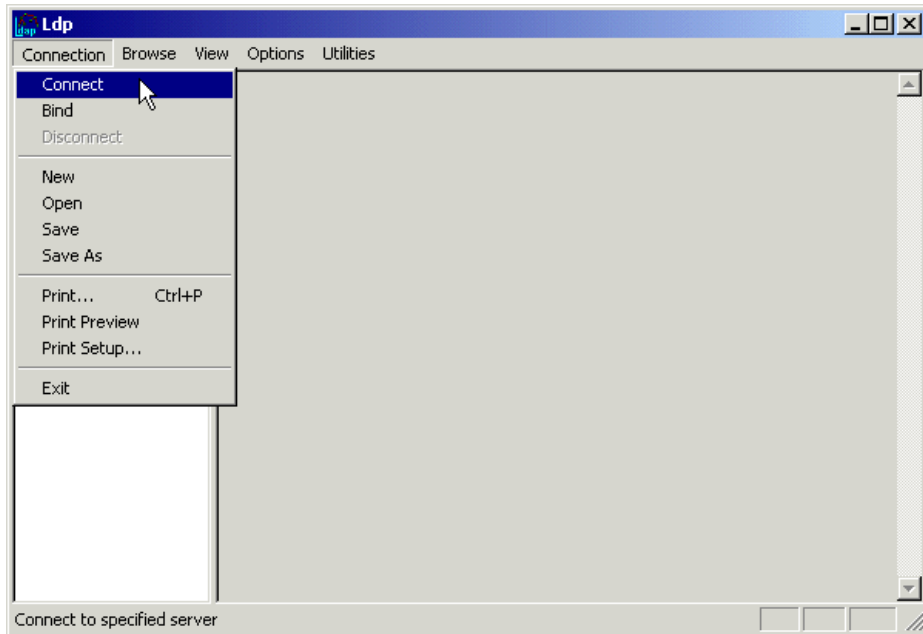 ldap Ldp
Connection Browse View Options Utilities
Connect
Bind
Disconnect
New
Open
Save
Save As
Print... Ctrl+P
Print Preview
Print Setup...
Exit
Connect to specified server